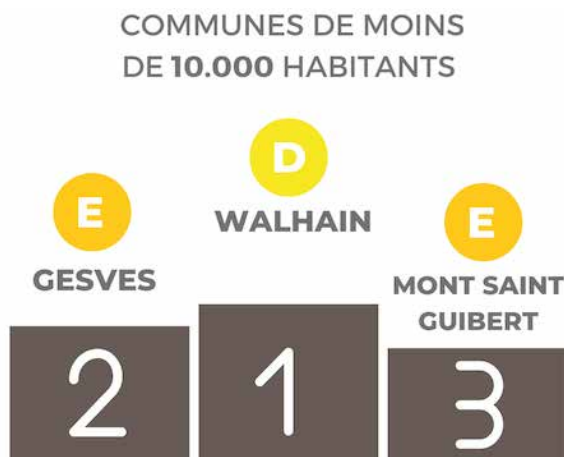 COMMUNES DE MOINS
DE 10.000 HABITANTS
D
WALHAIN
E
GESVES
E
MONT SAINT
GUIBERT
2
1
3